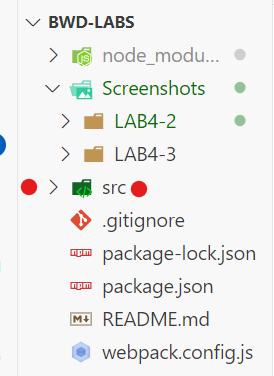 BWD-LABS
node_modu...
Screenshots
LAB4-2
LAB4-3
src
.gitignore
package-lock.json
package.json
README.md
webpack.config.js